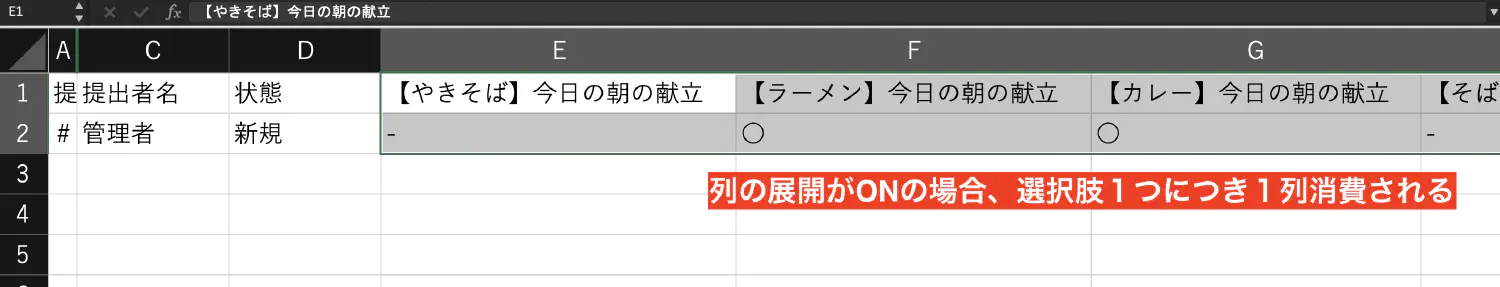 E1 fx 【やきそば】今日の朝の献立
A C D E F G
1 提 提出者名 状態 【やきそば】今日の朝の献立 【ラーメン】今日の朝の献立 【カレー】今日の朝の献立 【そば
2 # 管理者 新規 - 〇 〇 -
3
列の展開がONの場合、選択肢１つにつき１列消費される
4
5